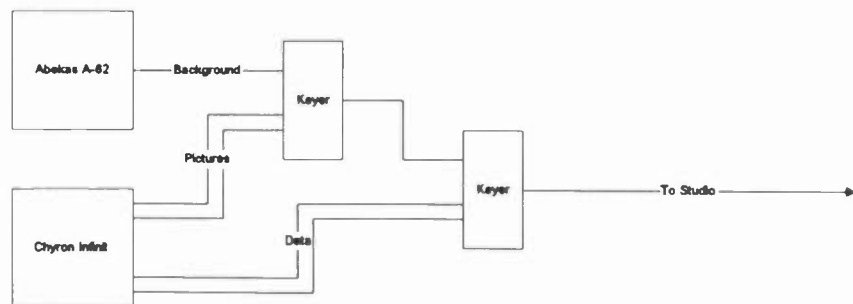 Abekas A-62
Background
Keyer
Pictures
Keyer
To Studio
Chyron Infinit
Data